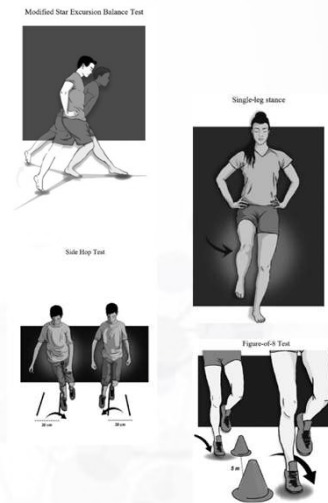 Modified Star Excursion Balance Test
Single-leg stance
Side Hop Test
30 cm
30 cm
Figure-of-8 Test
5 m